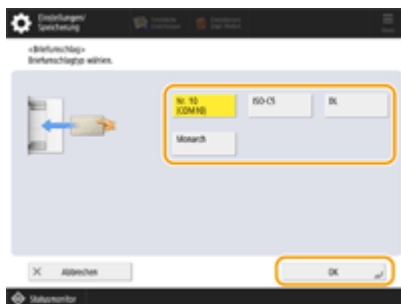 Einstellungen/
Speicherung
<Briefumschlag>
Briefumschlagtyp wählen.
Nr. 10
(COM10)
ISO-C5
DL
Monarch
Abbrechen
OK
Statusmonitor